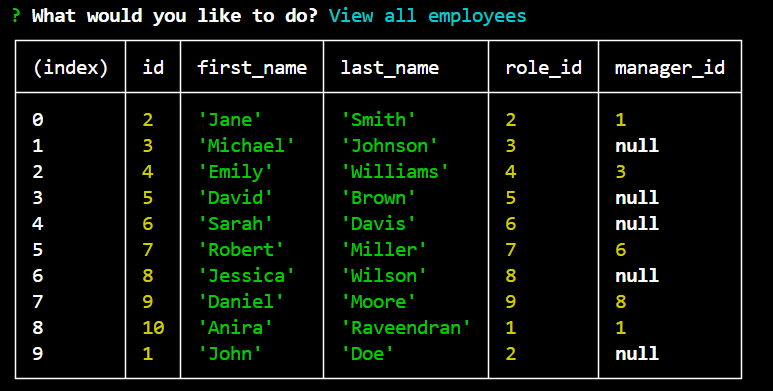 ? What would you like to do? View all employees
(index) id first_name last_name role_id manager_id
0 2 'Jane' 'Smith' 2 1
1 3 'Michael' 'Johnson' 3 null
2 4 'Emily' 'Williams' 4 3
3 5 'David' 'Brown' 5 null
4 6 'Sarah' 'Davis' 6 null
5 7 'Robert' 'Miller' 7 6
6 8 'Jessica' 'Wilson' 8 null
7 9 'Daniel' 'Moore' 9 8
8 10 'Anira' 'Raveendran' 1 1
9 1 'John' 'Doe' 2 null